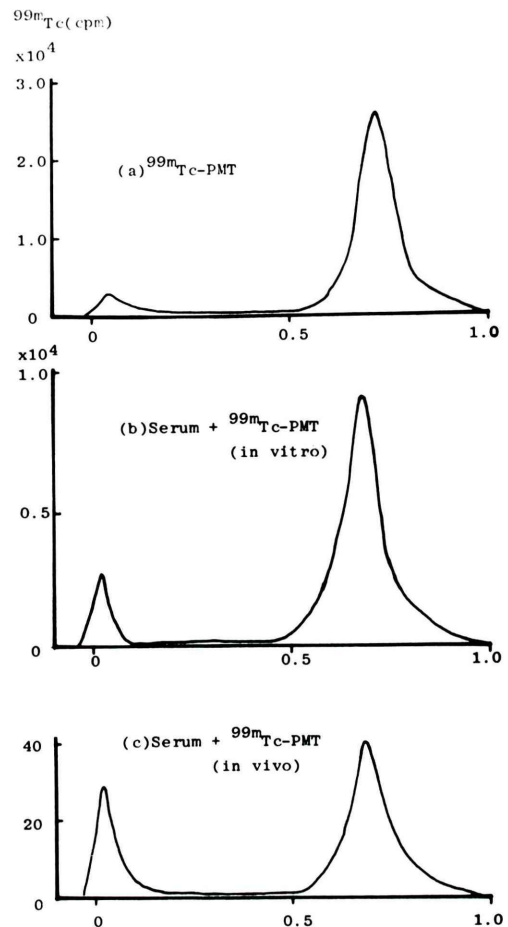 99mTc(cpm)
x10^4
3.0
(a)99mTc-PMT
2.0
1.0
0
0 0.5 1.0
x10^4
1.0
(b)Serum + 99mTc-PMT
(in vitro)
0.5
0
0 0.5 1.0
(c)Serum + 99mTc-PMT
(in vivo)
40
20
0
0 0.5 1.0